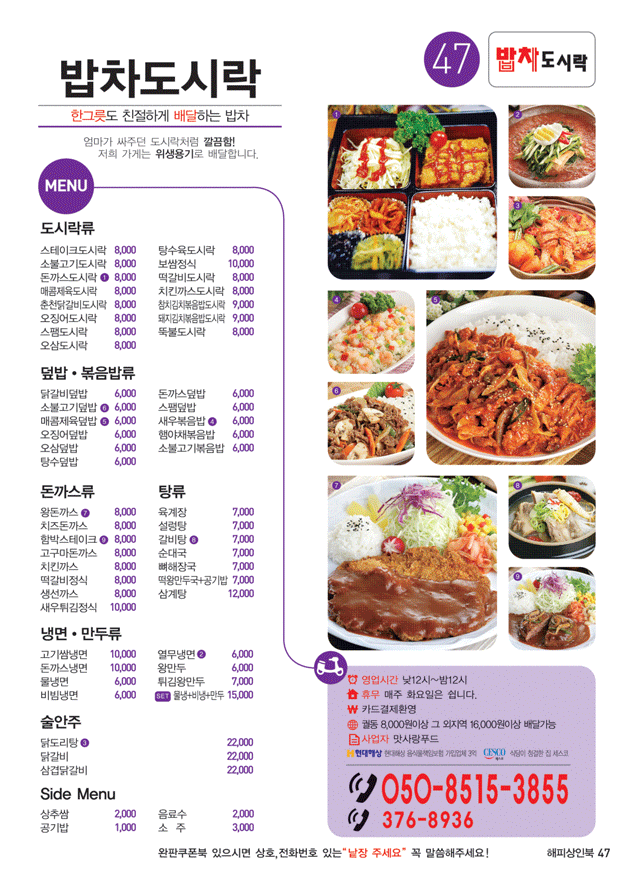 밥차도시락
47
밥차도시락
한그릇도 친절하게 배달하는 밥차
엄마가 싸주던 도시락처럼 깔끔함!
저희 가게는 위생용기로 배달합니다.
MENU
도시락류
스테이크도시락 8,000
소불고기도시락 8,000
돈까스도시락 1 8,000
매콤제육도시락 8,000
춘천닭갈비도시락 8,000
오징어도시락 8,000
스팸도시락 8,000
오삼도시락 8,000
탕수육도시락 8,000
보쌈정식 10,000
떡갈비도시락 8,000
치킨까스도시락 8,000
참치김치볶음밥도시락 9,000
돼지김치볶음밥도시락 9,000
뚝불도시락 8,000
덮밥·볶음밥류
닭갈비덮밥 6,000
소불고기덮밥 6 6,000
매콤제육덮밥 5 6,000
오징어덮밥 6,000
오삼덮밥 6,000
탕수덮밥 6,000
돈까스덮밥 6,000
스팸덮밥 6,000
새우볶음밥 4 6,000
햄야채볶음밥 6,000
소불고기볶음밥 6,000
돈까스류
왕돈까스 7 8,000
치즈돈까스 8,000
함박스테이크 9 8,000
고구마돈까스 8,000
치킨까스 8,000
떡갈비정식 8,000
생선까스 8,000
새우튀김정식 10,000
탕류
육계장 7,000
설렁탕 7,000
갈비탕 8 7,000
순대국 7,000
뼈해장국 7,000
떡왕만두국+공기밥 7,000
삼계탕 12,000
냉면·만두류
고기쌈냉면 10,000
돈까스냉면 10,000
물냉면 6,000
비빔냉면 6,000
열무냉면 2 6,000
왕만두 6,000
튀김왕만두 7,000
SET 물냉+비냉+만두 15,000
술안주
닭도리탕 3 22,000
닭갈비 22,000
삼겹닭갈비 22,000
Side Menu
상추쌈 2,000
공기밥 1,000
음료수 2,000
소 주 3,000
1
2
3
4
5
6
7
8
9
영업시간 낮12시~밤12시
휴무 매주 화요일은 쉽니다.
카드결제환영
궐동 8,000원이상 그 외지역 16,000원이상 배달가능
사업자 맛사랑푸드
현대해상 현대해상 음식물책임보험 가입업체 3억 CESCO 식당이 청결한 집 세스코
050-8515-3855
376-8936
완판쿠폰북 있으시면 상호,전화번호 있는"낱장 주세요" 꼭 말씀해주세요!
해피상인북 47